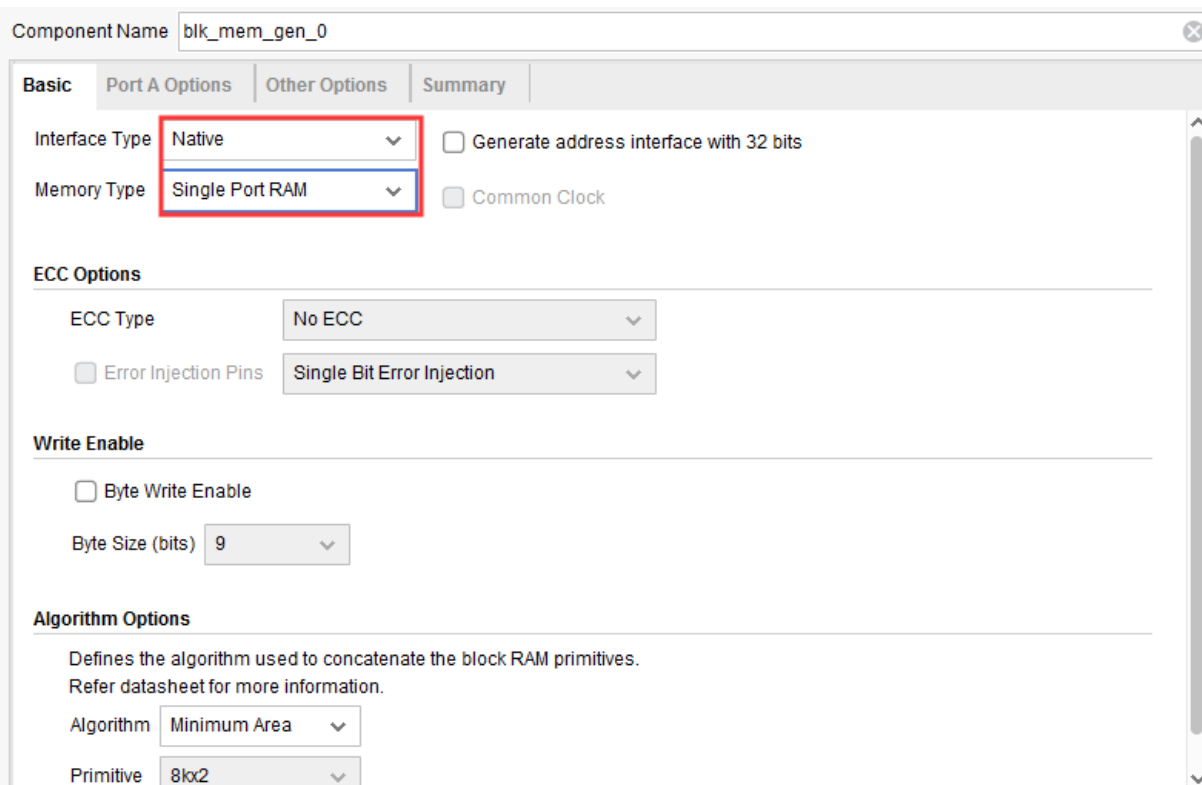 Component Name blk_mem_gen_0
Basic Port A Options Other Options Summary
Interface Type Native Generate address interface with 32 bits
Memory Type Single Port RAM Common Clock
ECC Options
ECC Type No ECC
Error Injection Pins Single Bit Error Injection
Write Enable
Byte Write Enable
Byte Size (bits) 9
Algorithm Options
Defines the algorithm used to concatenate the block RAM primitives.
Refer datasheet for more information.
Algorithm Minimum Area
Primitive 8kx2